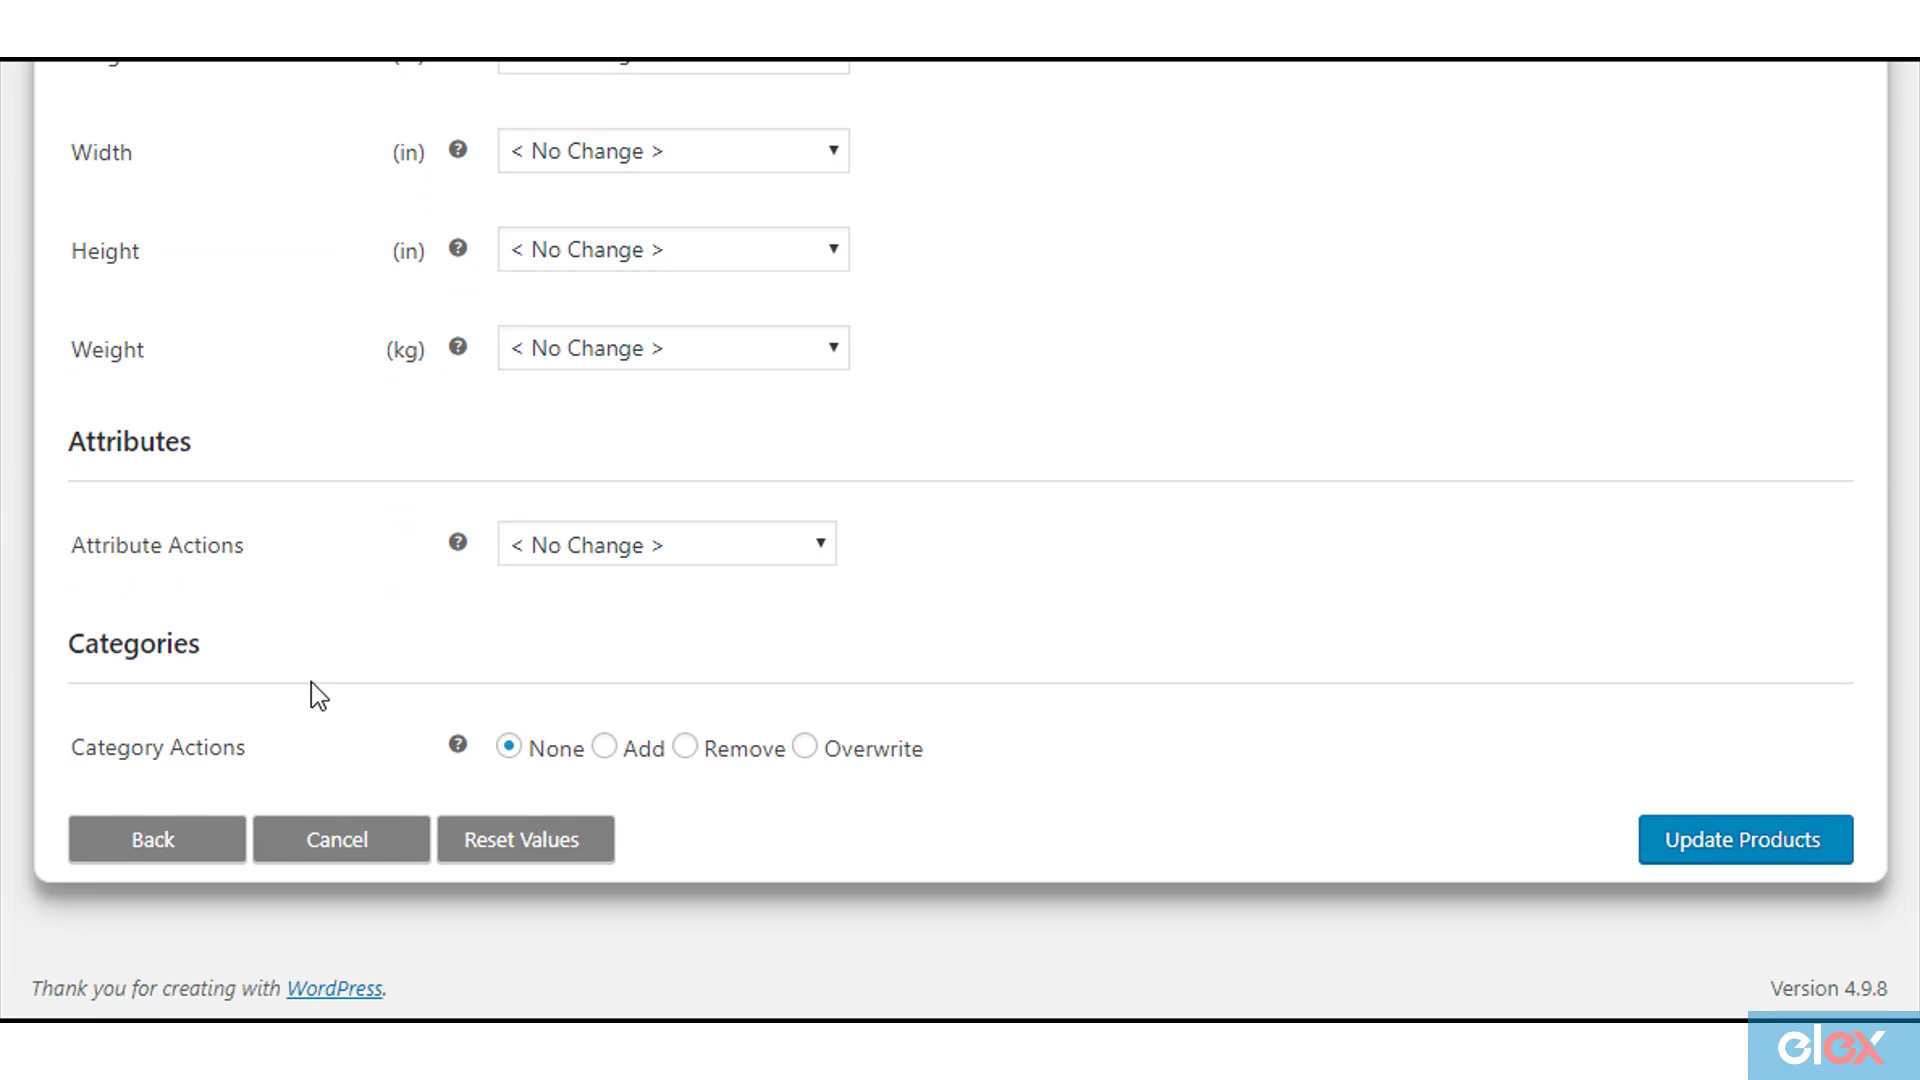 Width (in) ? < No Change >
Height (in) ? < No Change >
Weight (kg) ? < No Change >
Attributes
Attribute Actions ? < No Change >
Categories
Category Actions ? None Add Remove Overwrite
Back Cancel Reset Values Update Products
Thank you for creating with WordPress. Version 4.9.8
elex